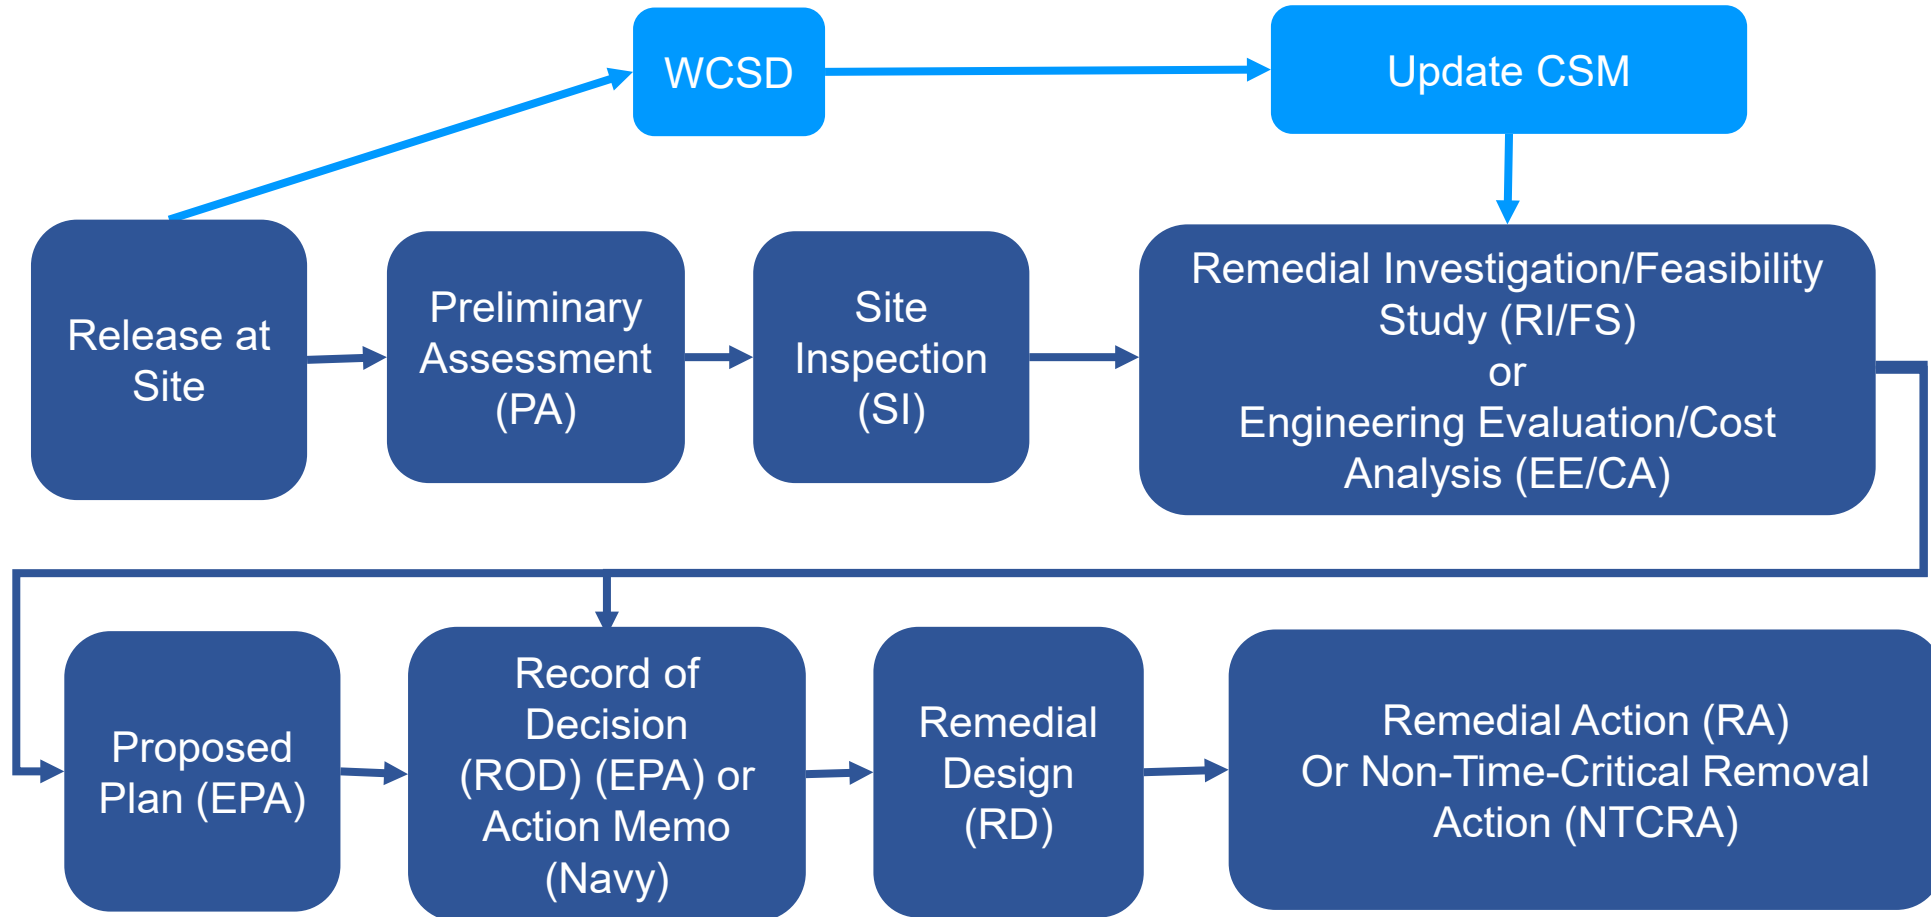 WCSD
Update CSM
Release at
Site
Preliminary
Assessment
(PA)
Site
Inspection
(SI)
Remedial Investigation/Feasibility
Study (RI/FS)
or
Engineering Evaluation/Cost
Analysis (EE/CA)
Proposed
Plan (EPA)
Record of
Decision
(ROD) (EPA) or
Action Memo
(Navy)
Remedial
Design
(RD)
Remedial Action (RA)
Or Non-Time-Critical Removal
Action (NTCRA)